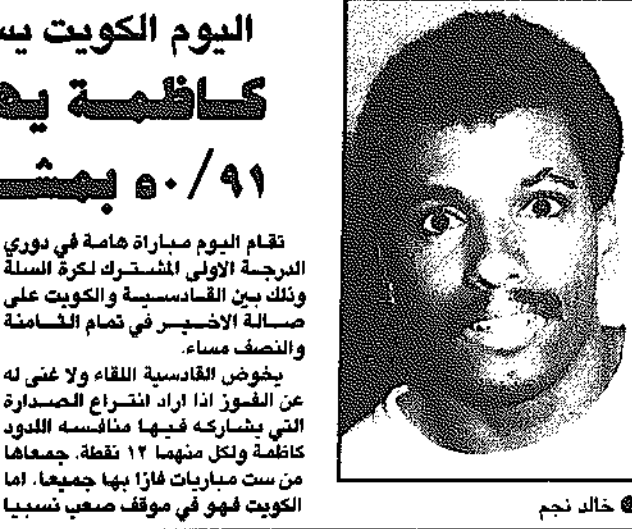 اليوم الكويت
كاظمة
٥٠/٩١
تقام اليوم مباراة هامة في دوري
الدرجة الاولى المشترك لكرة السلة
وذلك بين القادسية والكويت على
صالة الاخير في تمام الثامنة
والنصف مساء.
يخوض القادسية اللقاء ولا غنى له
عن الفوز اذا اراد انتزاع الصدارة
التي يشاركه فيها منافسه اللدود
كاظمة ولكل منهما ١٢ نقطة. جمعاها
من ست مباريات فازا بها جميعا. اما
الكويت فهو في موقف صعب نسبيا
خالد نجم